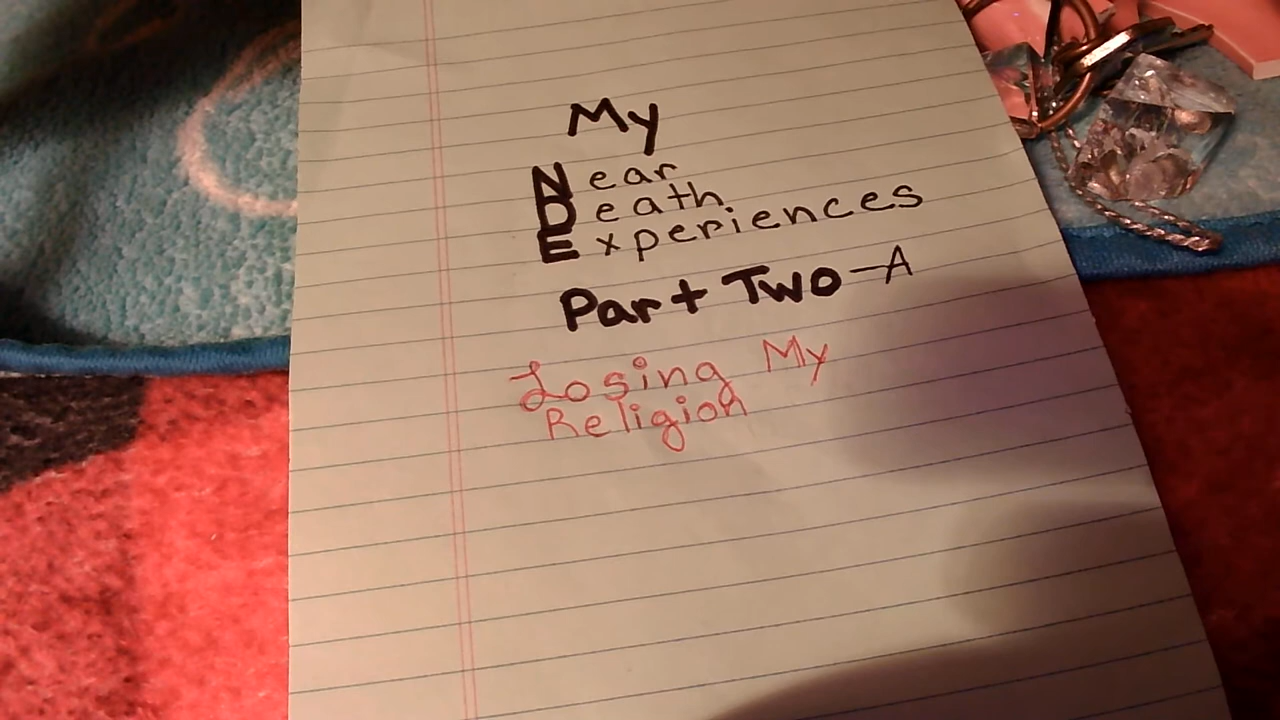 My
Near
Death
Experiences
Part Two-A
Losing My
Religion